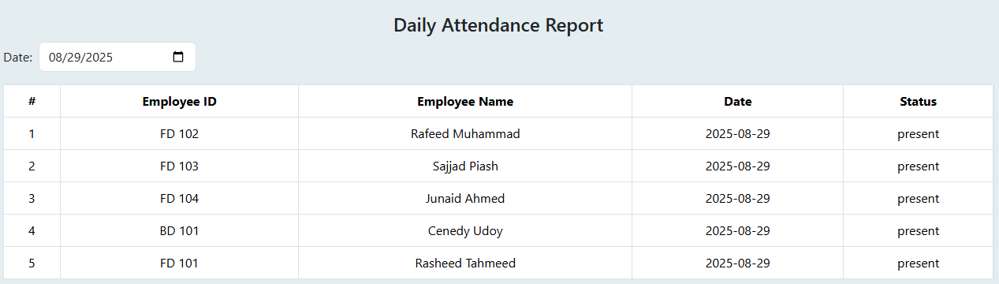 Daily Attendance Report
Date: 08/29/2025
# Employee ID Employee Name Date Status
1 FD 102 Rafeed Muhammad 2025-08-29 present
2 FD 103 Sajjad Piash 2025-08-29 present
3 FD 104 Junaid Ahmed 2025-08-29 present
4 BD 101 Cenedy Udoy 2025-08-29 present
5 FD 101 Rasheed Tahmeed 2025-08-29 present